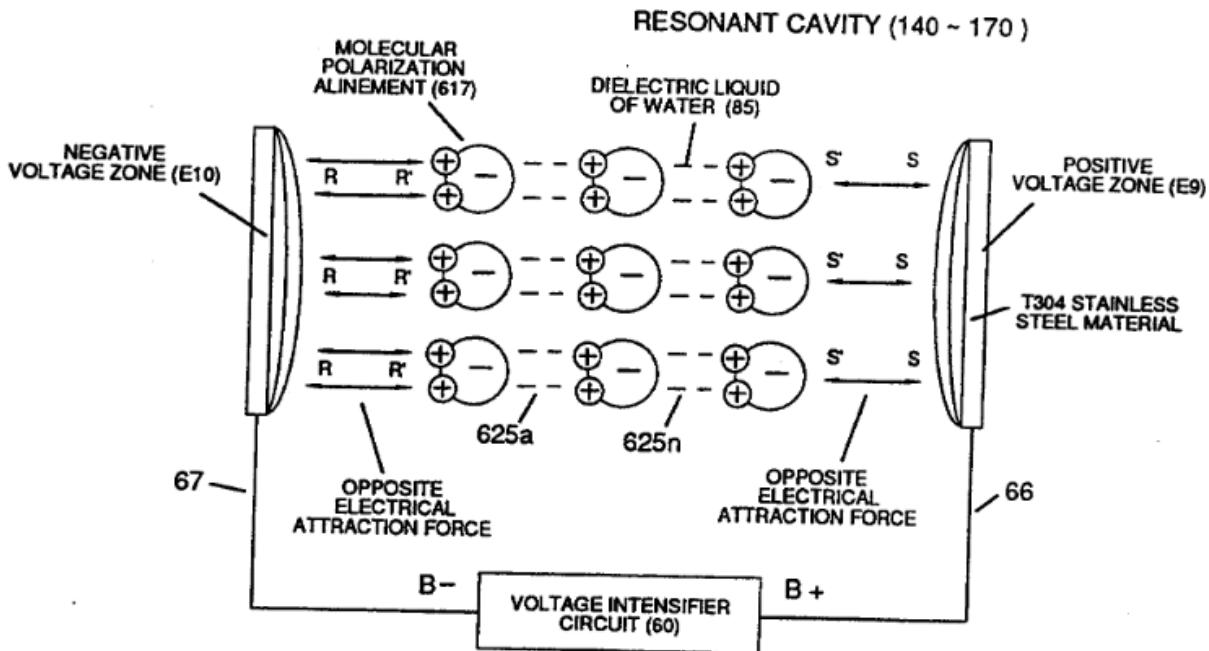 RESONANT CAVITY (140 ~ 170 )
MOLECULAR
POLARIZATION
ALINEMENT (617)
DIELECTRIC LIQUID
OF WATER (85)
NEGATIVE
VOLTAGE ZONE (E10)
POSITIVE
VOLTAGE ZONE (E9)
R R' + + − + + − + + − S' S
R R' + + − + + − + + − S' S
T304 STAINLESS
STEEL MATERIAL
R R' + + − + + − + + − S' S
625a
625n
67
OPPOSITE
ELECTRICAL
ATTRACTION FORCE
OPPOSITE
ELECTRICAL
ATTRACTION FORCE
66
B−
B +
VOLTAGE INTENSIFIER
CIRCUIT (60)